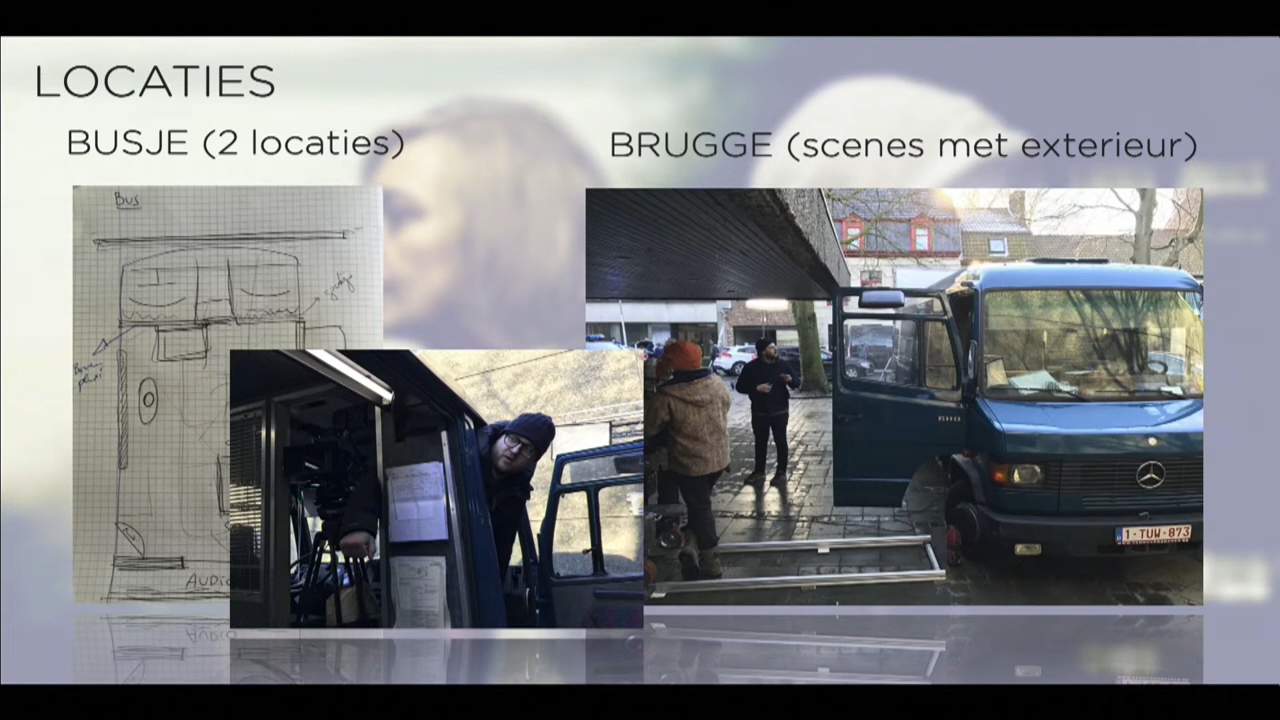 LOCATIES
BUSJE (2 locaties)
BRUGGE (scenes met exterieur)
Bus
AUDIO
1-TUW-873